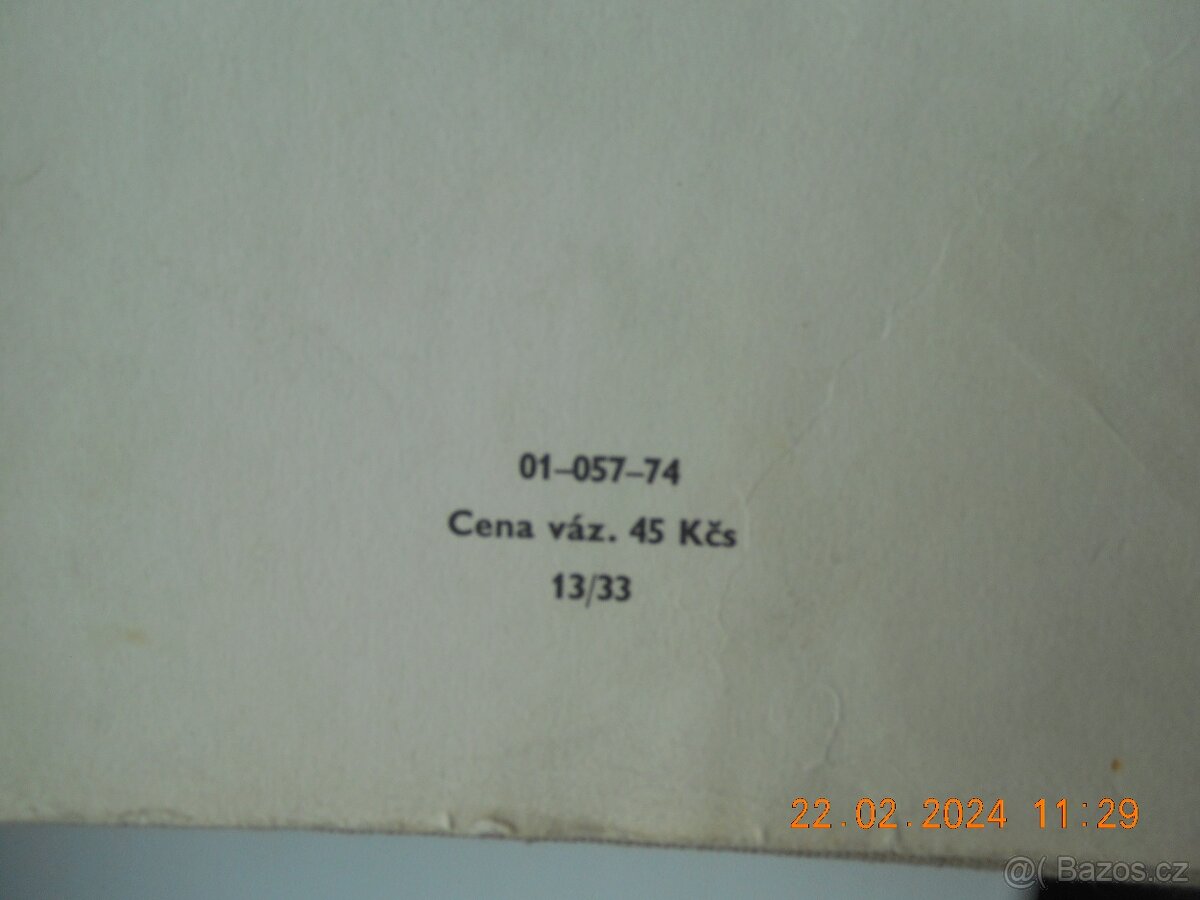 01–057–74
Cena váz. 45 Kčs
13/33
22.02.2024 11:29
@( Bazos.cz